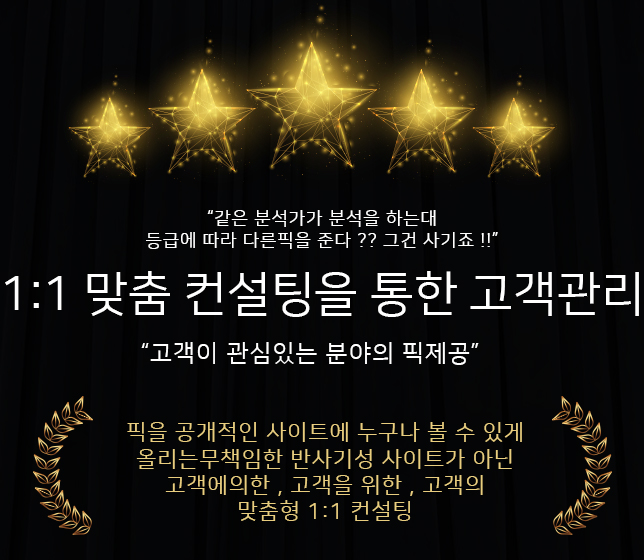 “같은 분석가가 분석을 하는대
등급에 따라 다른픽을 준다 ?? 그건 사기죠 !!”
1:1 맞춤 컨설팅을 통한 고객관리
“고객이 관심있는 분야의 픽제공”
픽을 공개적인 사이트에 누구나 볼 수 있게
올리는무책임한 반사기성 사이트가 아닌
고객에의한 , 고객을 위한 , 고객의
맞춤형 1:1 컨설팅